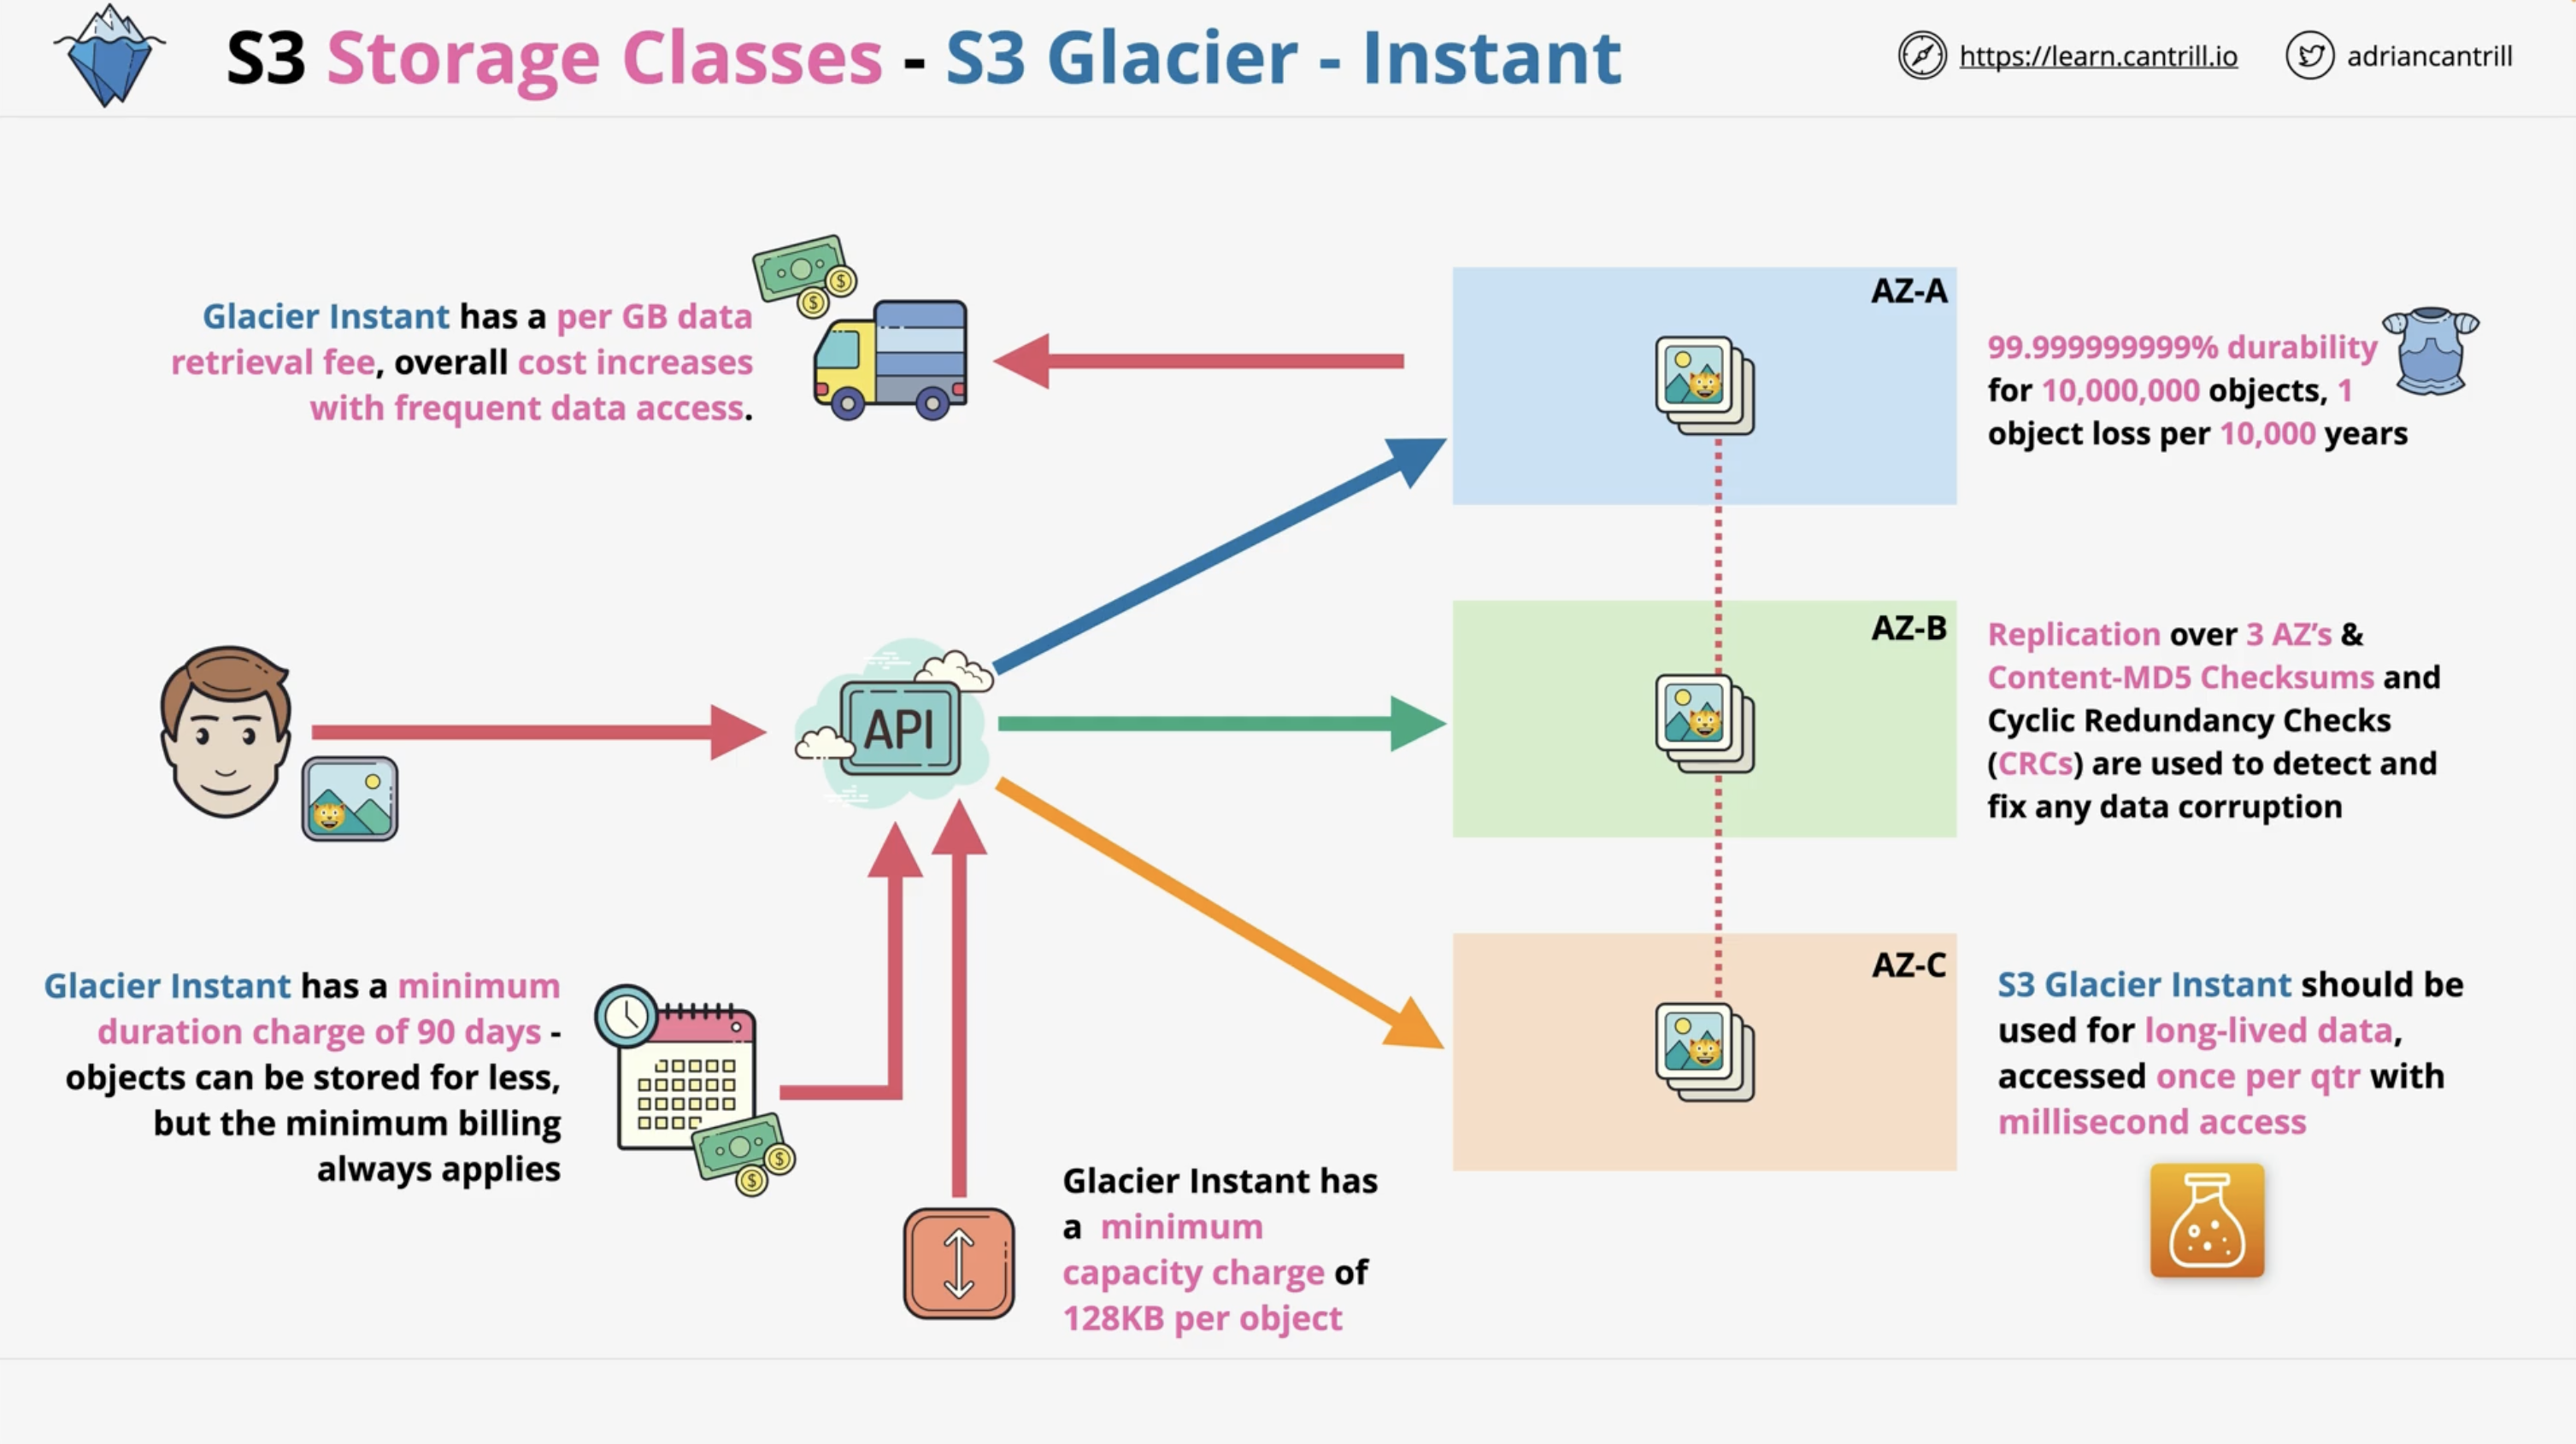 S3 Storage Classes - S3 Glacier - Instant
https://learn.cantrill.io
adriancantrill
Glacier Instant has a per GB data
retrieval fee, overall cost increases
with frequent data access.
AZ-A
99.999999999% durability
for 10,000,000 objects, 1
object loss per 10,000 years
API
AZ-B
Replication over 3 AZ’s &
Content-MD5 Checksums and
Cyclic Redundancy Checks
(CRCs) are used to detect and
fix any data corruption
Glacier Instant has a minimum
duration charge of 90 days -
objects can be stored for less,
but the minimum billing
always applies
Glacier Instant has
a minimum
capacity charge of
128KB per object
AZ-C
S3 Glacier Instant should be
used for long-lived data,
accessed once per qtr with
millisecond access